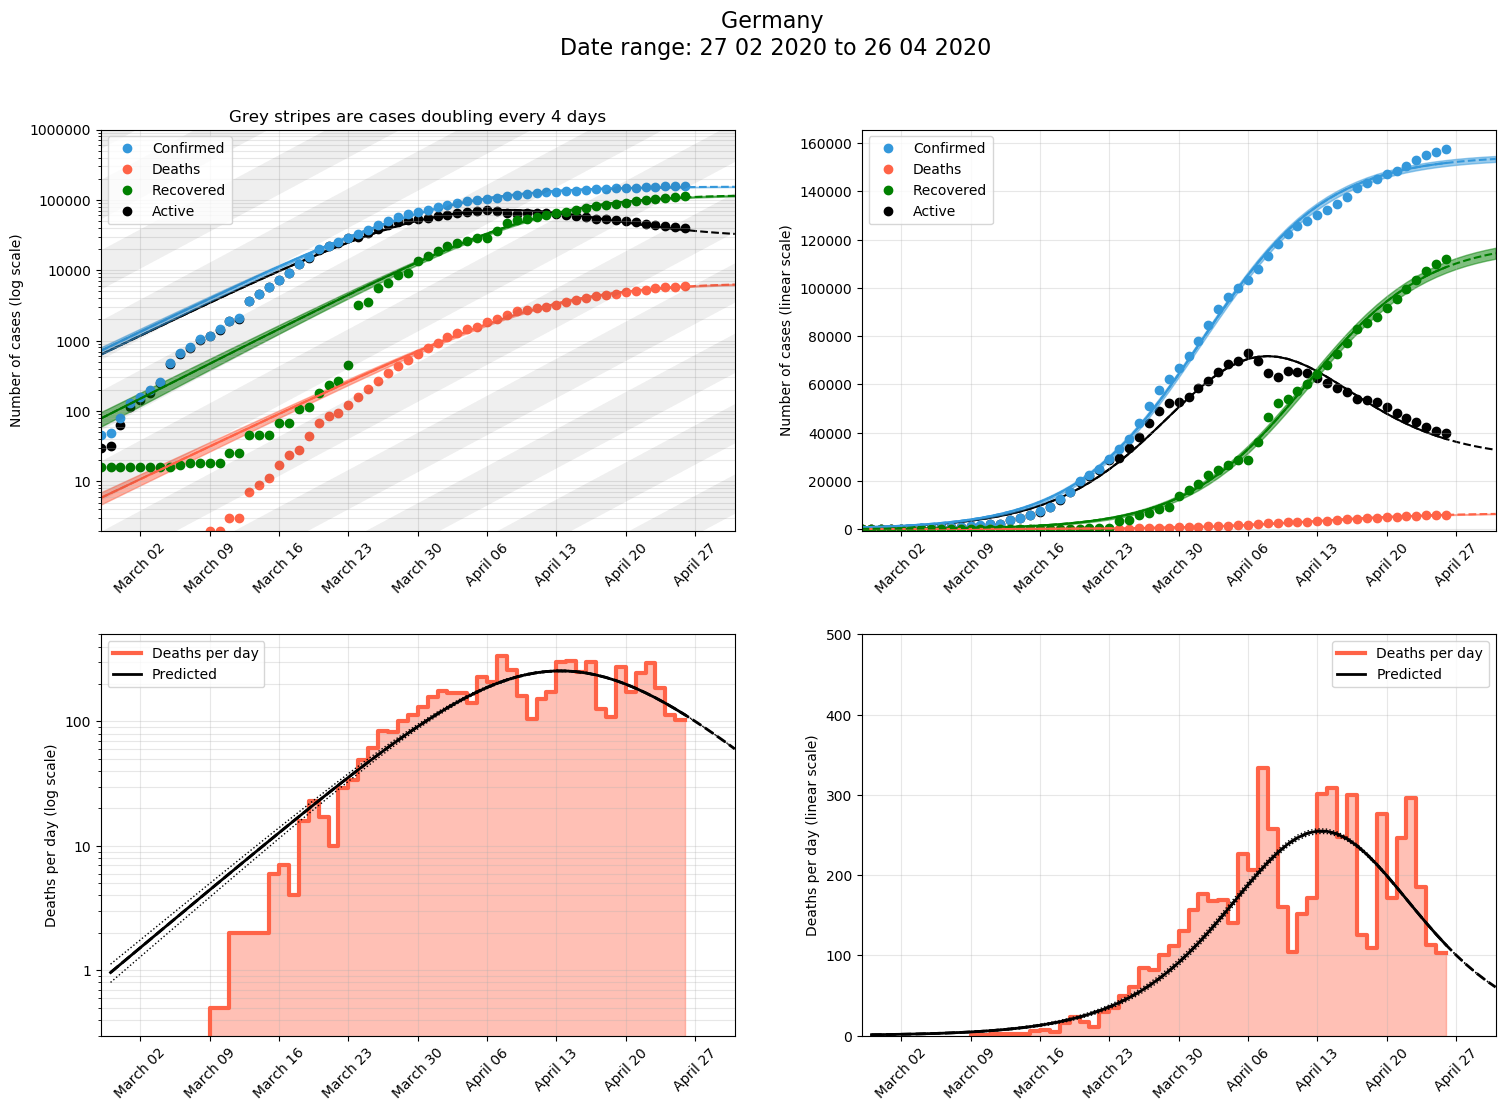 Germany
Date range: 27 02 2020 to 26 04 2020
Grey stripes are cases doubling every 4 days
Number of cases (log scale)
1000000
100000
10000
1000
100
10
Confirmed
Deaths
Recovered
Active
March 02
March 09
March 16
March 23
March 30
April 06
April 13
April 20
April 27
Number of cases (linear scale)
160000
140000
120000
100000
80000
60000
40000
20000
0
Confirmed
Deaths
Recovered
Active
March 02
March 09
March 16
March 23
March 30
April 06
April 13
April 20
April 27
Deaths per day (log scale)
100
10
1
Deaths per day
Predicted
March 02
March 09
March 16
March 23
March 30
April 06
April 13
April 20
April 27
Deaths per day (linear scale)
500
400
300
200
100
0
Deaths per day
Predicted
March 02
March 09
March 16
March 23
March 30
April 06
April 13
April 20
April 27